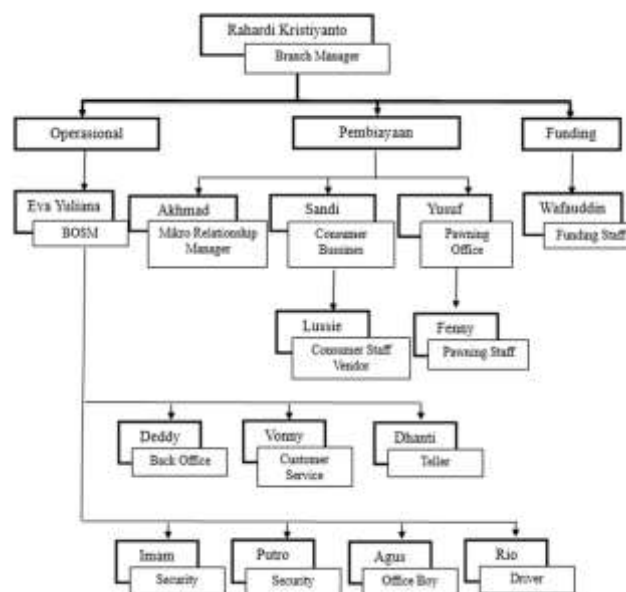 Rahardi Kristiyanto
Branch Manager
Operasional
Pembiayaan
Funding
Eva Yuliana
BOSM
Akhmad
Mikro Relationship
Manager
Sandi
Consumer
Bussines
Yusuf
Pawning
Office
Wafauddin
Funding Staff
Lussie
Consumer Staff
Vendor
Fenny
Pawning Staff
Deddy
Back Office
Vonny
Customer
Service
Dhanti
Teller
Imam
Security
Putro
Security
Agus
Office Boy
Rio
Driver